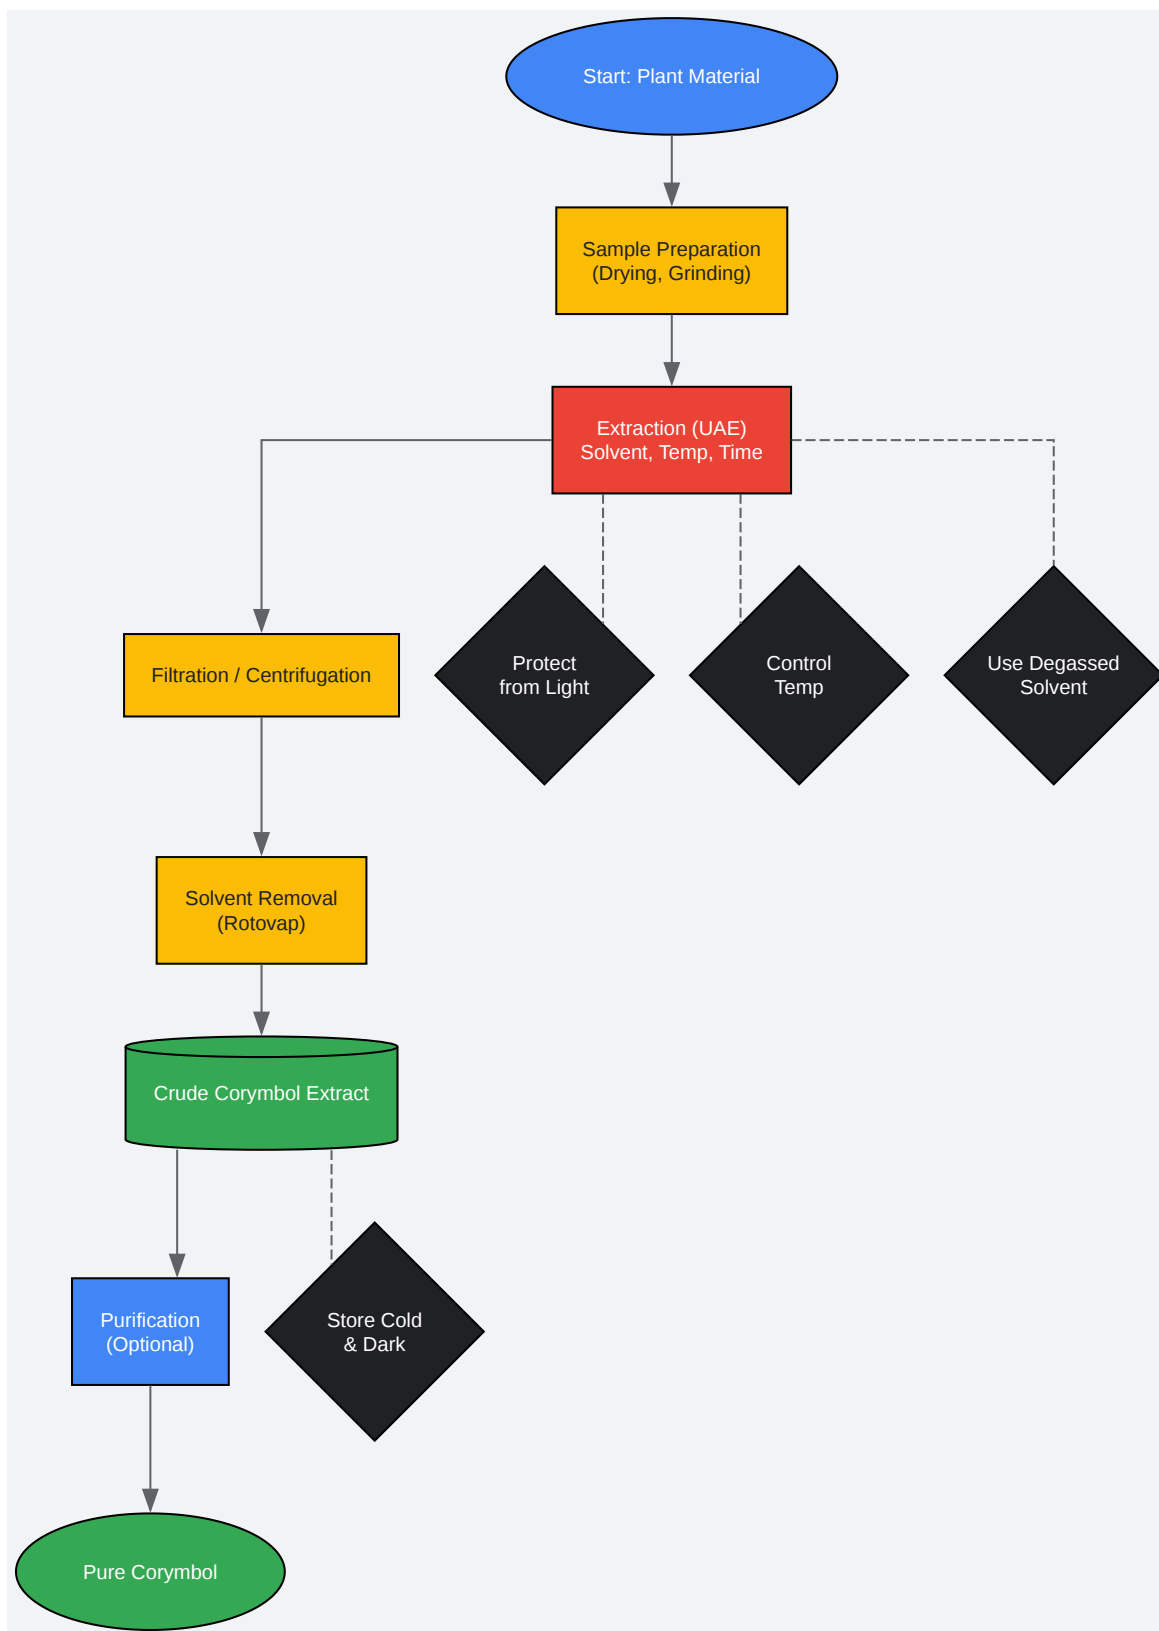 Start: Plant Material
Sample Preparation
(Drying, Grinding)
Extraction (UAE)
Solvent, Temp, Time
Filtration / Centrifugation
Protect
from Light
Control
Temp
Use Degassed
Solvent
Solvent Removal
(Rotovap)
Crude Corymbol Extract
Purification
(Optional)
Store Cold
& Dark
Pure Corymbol